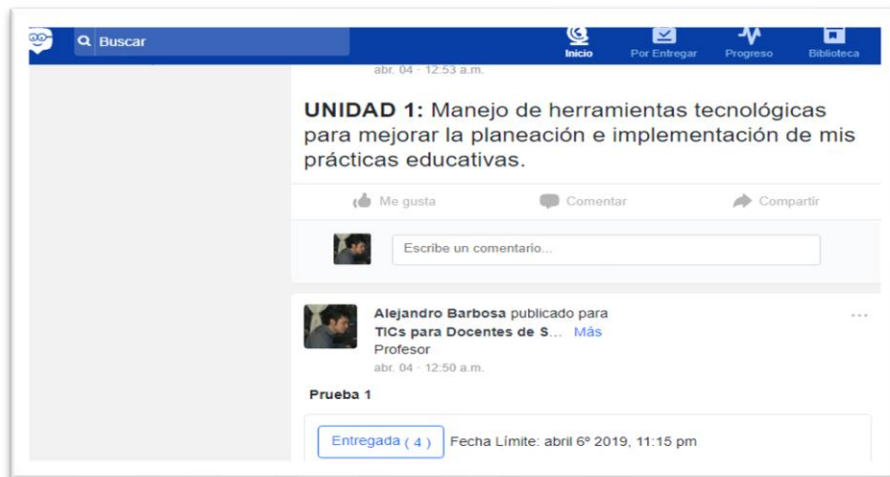 Buscar
Inicio
Por Entregar
Progreso
Biblioteca
abr. 04 · 12:53 a.m.
UNIDAD 1: Manejo de herramientas tecnológicas
para mejorar la planeación e implementación de mis
prácticas educativas.
Me gusta
Comentar
Compartir
Escribe un comentario...
Alejandro Barbosa publicado para
TICs para Docentes de S... Más
Profesor
abr. 04 · 12:50 a.m.
Prueba 1
Entregada ( 4 )
Fecha Límite: abril 6º 2019, 11:15 pm